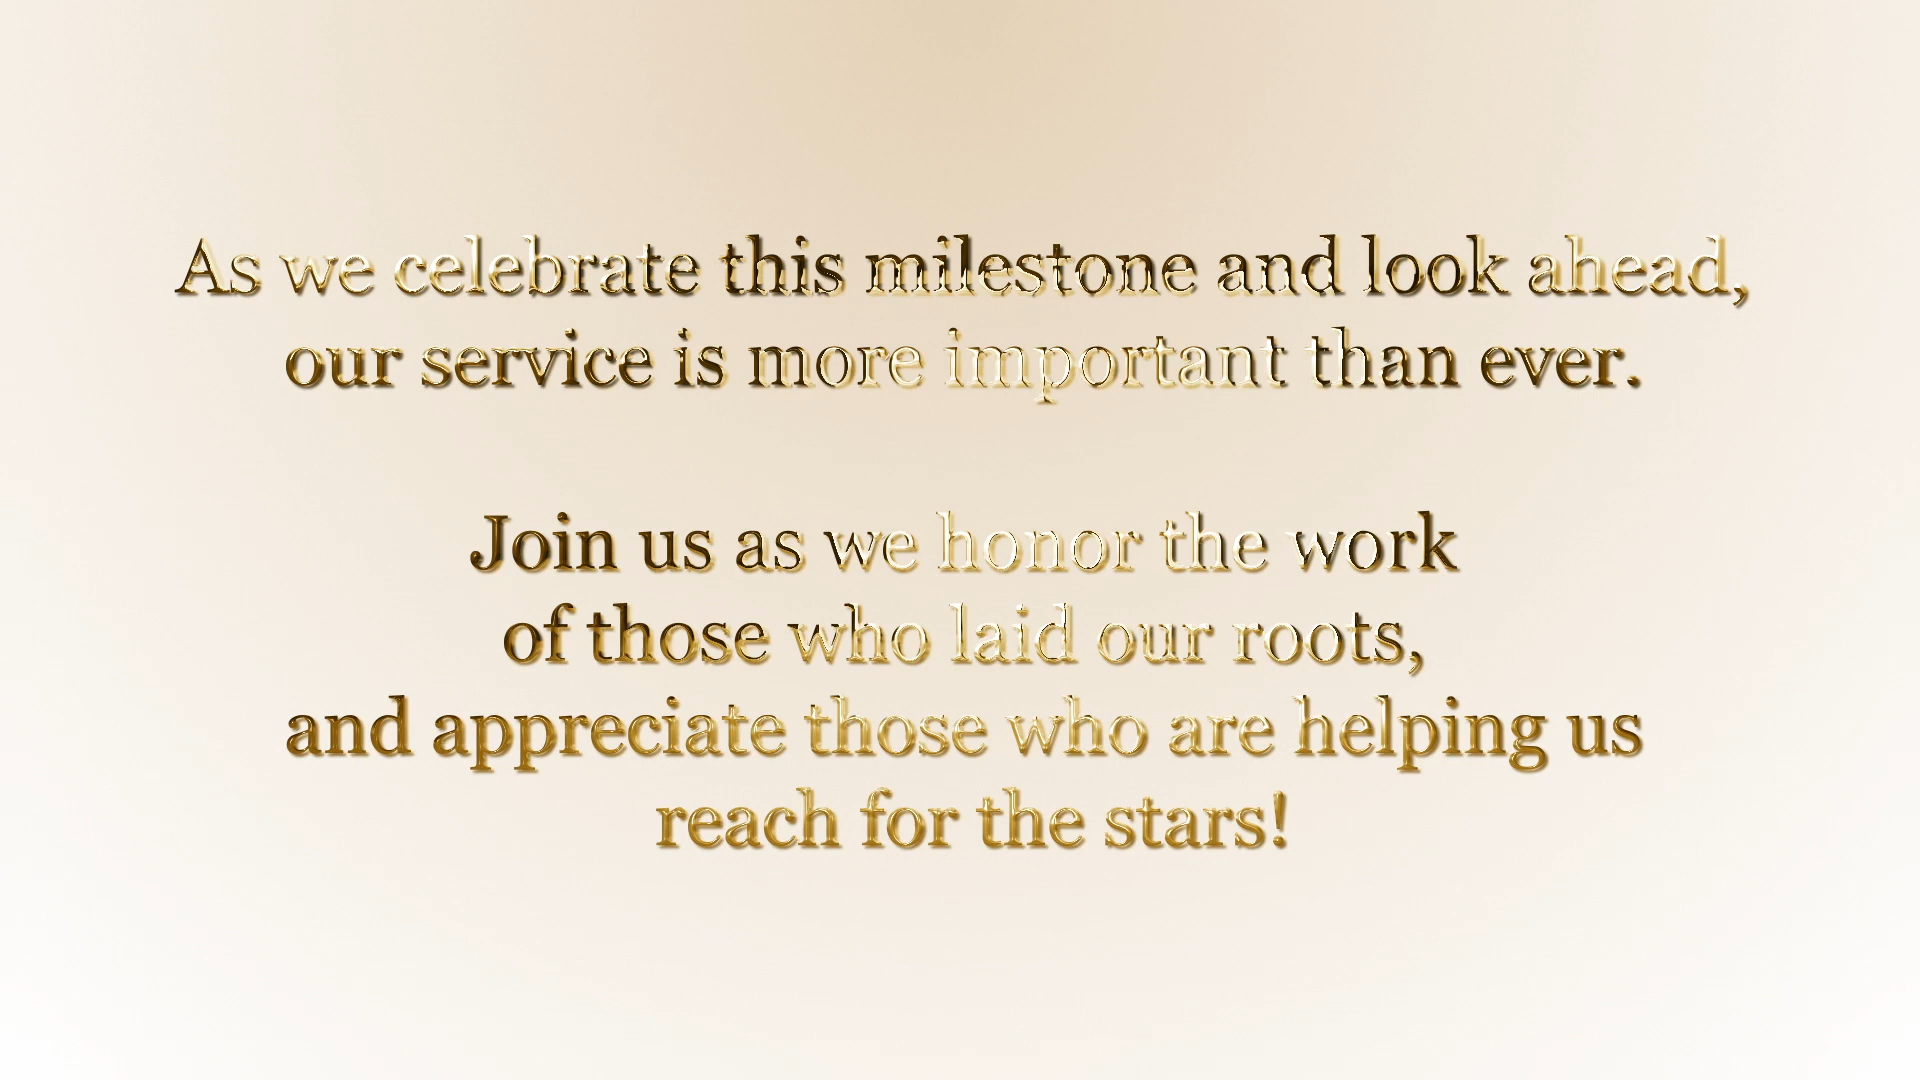 As we celebrate this milestone and look ahead,
our service is more important than ever.
Join us as we honor the work
of those who laid our roots,
and appreciate those who are helping us
reach for the stars!